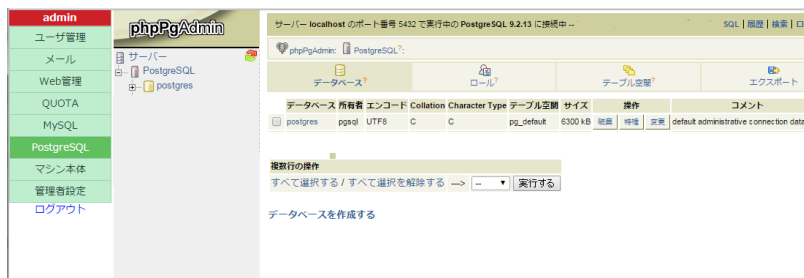 admin
ユーザ管理
メール
Web管理
QUOTA
MySQL
PostgreSQL
マシン本体
管理者設定
ログアウト
phpPgAdmin
サーバー
PostgreSQL
postgres
サーバー localhost のポート番号 5432 で実行中の PostgreSQL 9.2.13 に接続中 --
SQL | 履歴 | 検索 | ロ
phpPgAdmin: PostgreSQL?:
データベース? ロール? テーブル空間? エクスポート
データベース 所有者 エンコード Collation Character Type テーブル空間 サイズ 操作 コメント
postgres pgsql UTF8 C C pg_default 6300 kB 破棄 特権 変更 default administrative connection data
複数行の操作
すべて選択する / すべて選択を解除する ---> -- 実行する
データベースを作成する